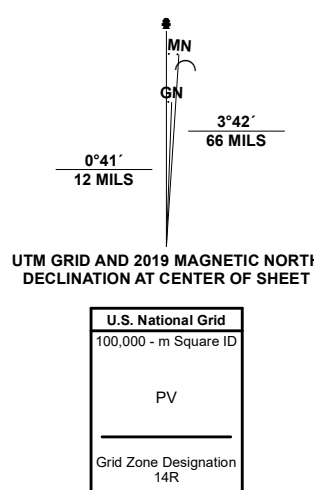 MN
GN
3°42´
66 MILS
0°41´
12 MILS
UTM GRID AND 2019 MAGNETIC NORTH
DECLINATION AT CENTER OF SHEET
U.S. National Grid
100,000 - m Square ID
PV
Grid Zone Designation
14R